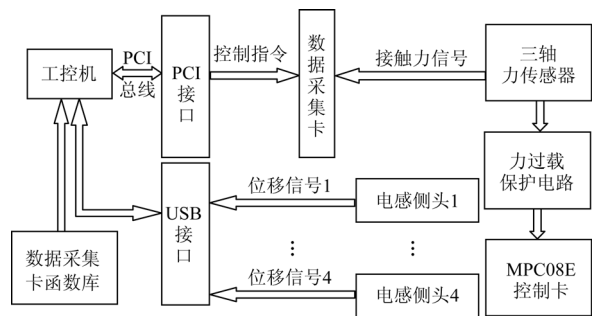 工控机
PCI
总线
PCI
接口
控制指令
数据采集卡
接触力信号
三轴
力传感器
力过载
保护电路
MPC08E
控制卡
USB
接口
位移信号1
电感侧头1
⋮
⋮
位移信号4
电感侧头4
数据采集
卡函数库